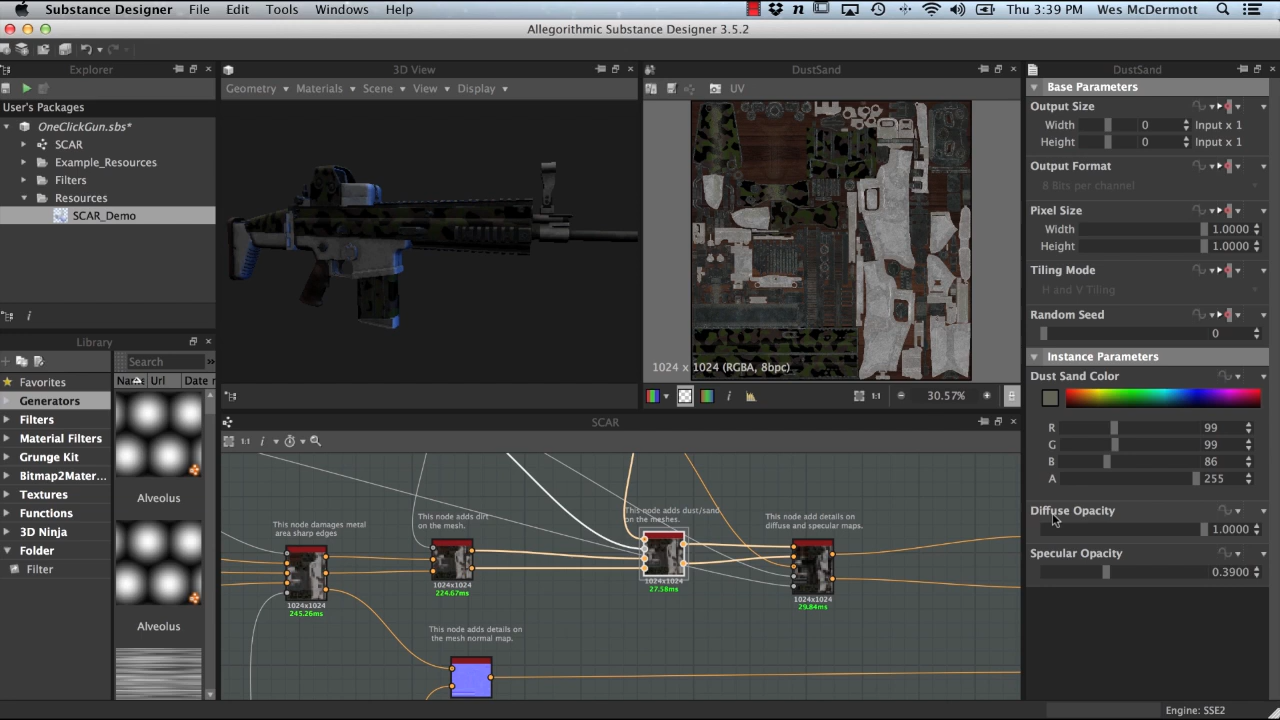 Substance Designer File Edit Tools Windows Help Thu 3:39 PM Wes McDermott
Allegorithmic Substance Designer 3.5.2
Explorer
User's Packages
OneClickGun.sbs*
SCAR
Example_Resources
Filters
Resources
SCAR_Demo
Library
Search
Name Url Date r
Favorites
Generators
Filters
Material Filters
Grunge Kit
Bitmap2Mater...
Textures
Functions
3D Ninja
Folder
Filter
Alveolus
Alveolus
3D View
Geometry Materials Scene View Display
DustSand
UV
1024 x 1024 (RGBA, 8bpc)
1:1 30.57%
SCAR
1:1
This node damages metal
area sharp edges
1024x1024
245.26ms
This node adds dirt
on the mesh.
1024x1024
224.67ms
This node adds dust/sand
on the meshes.
1024x1024
27.58ms
This node add details on
diffuse and specular maps.
1024x1024
29.84ms
This node adds details on
the mesh normal map.
DustSand
Base Parameters
Output Size
Width 0 Input x 1
Height 0 Input x 1
Output Format
8 Bits per channel
Pixel Size
Width 1.0000
Height 1.0000
Tiling Mode
H and V Tiling
Random Seed
0
Instance Parameters
Dust Sand Color
R 99
G 99
B 86
A 255
Diffuse Opacity
1.0000
Specular Opacity
0.3900
Engine: SSE2